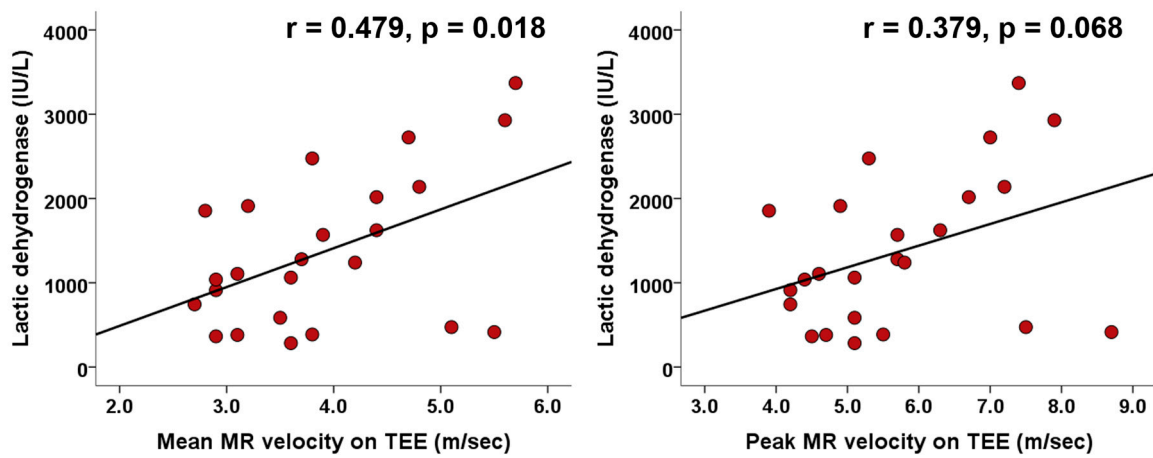 r = 0.479, p = 0.018
Lactic dehydrogenase (IU/L)
4000
3000
2000
1000
0
2.0 3.0 4.0 5.0 6.0
Mean MR velocity on TEE (m/sec)
r = 0.379, p = 0.068
Lactic dehydrogenase (IU/L)
4000
3000
2000
1000
0
3.0 4.0 5.0 6.0 7.0 8.0 9.0
Peak MR velocity on TEE (m/sec)